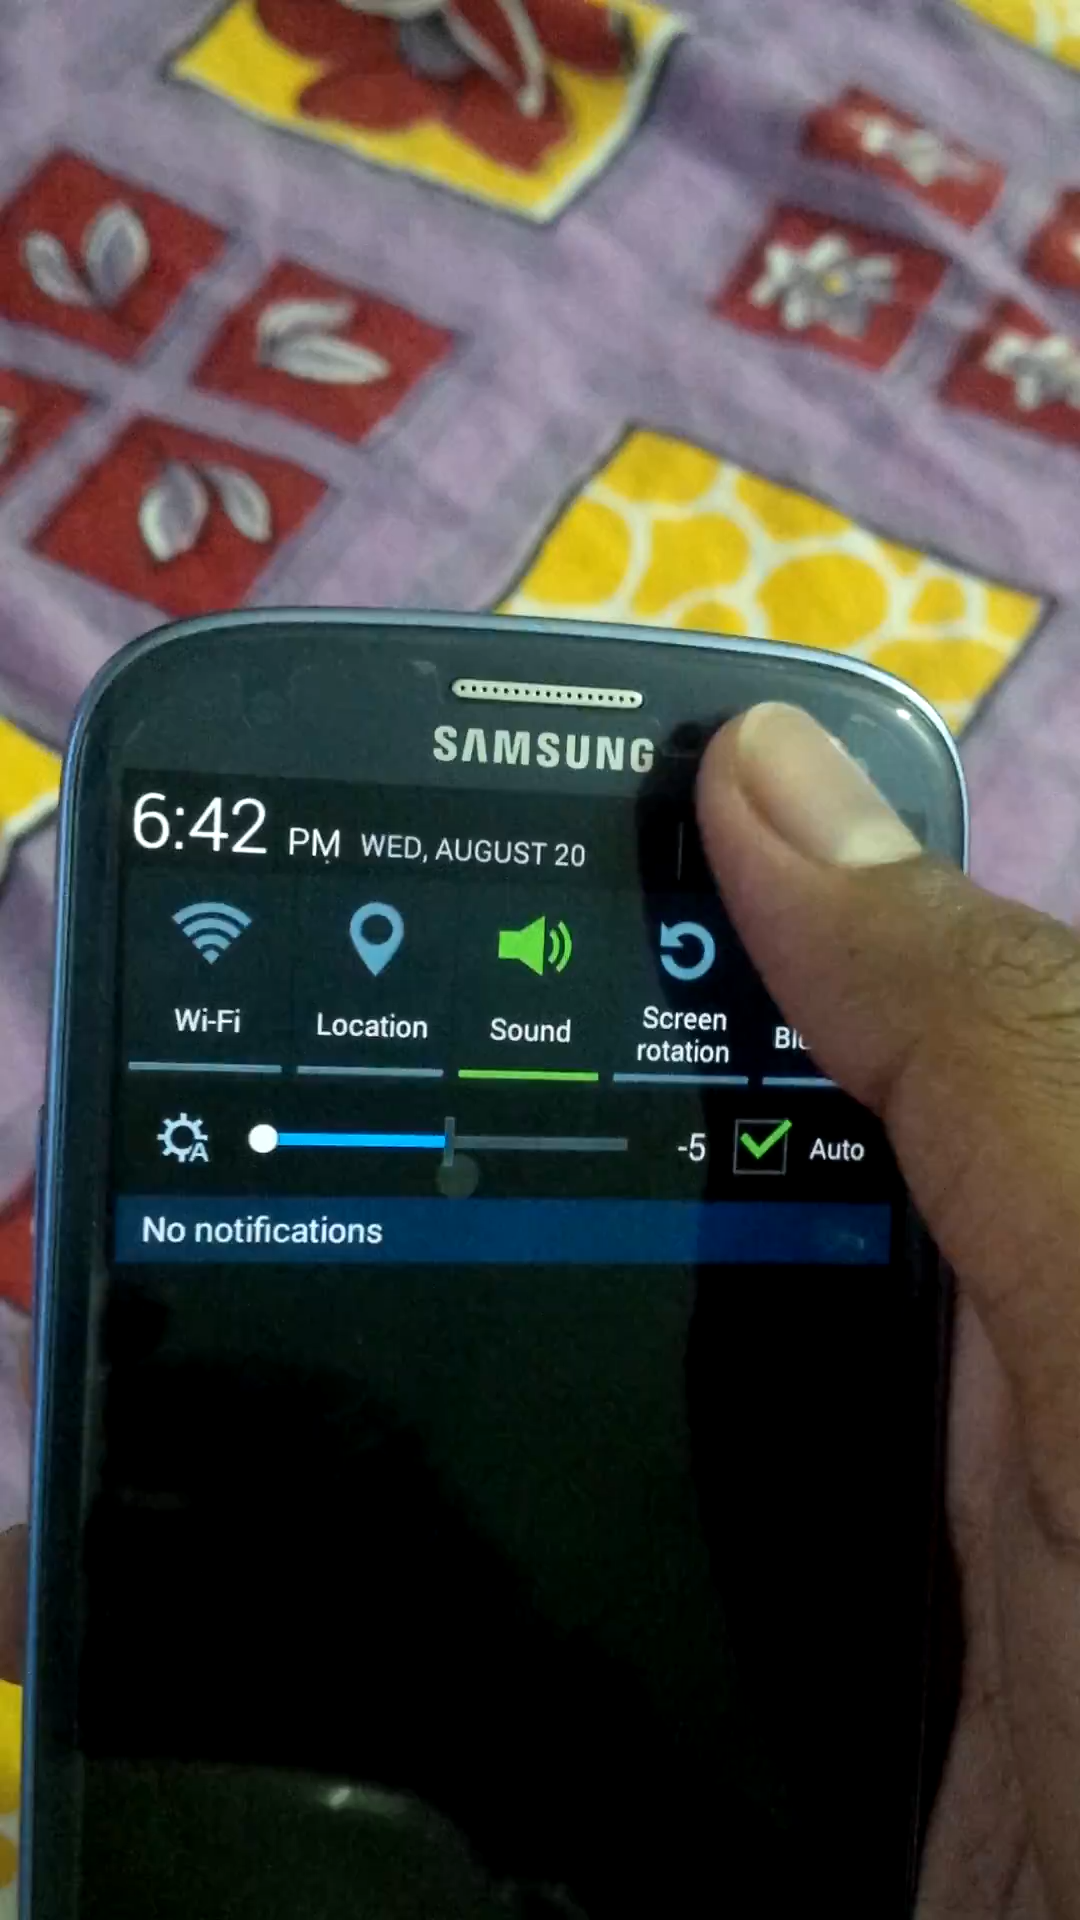 SAMSUNG
6:42 PM WED, AUGUST 20
Wi-Fi
Location
Sound
Screen rotation
-5
Auto
No notifications